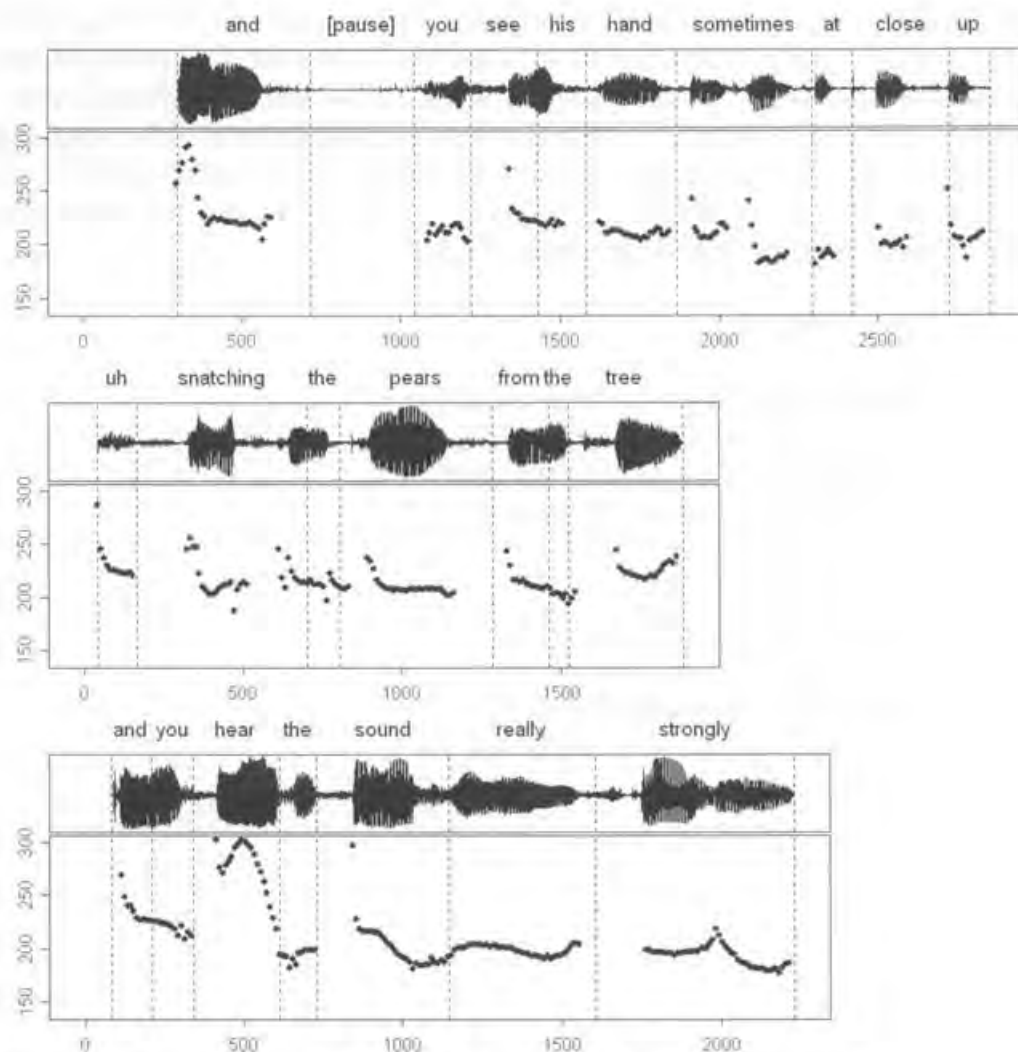 and [pause] you see his hand sometimes at close up
300
250
200
150
0 500 1000 1500 2000 2500
uh snatching the pears from the tree
300
250
200
150
0 500 1000 1500
and you hear the sound really strongly
300
250
200
150
0 500 1000 1500 2000